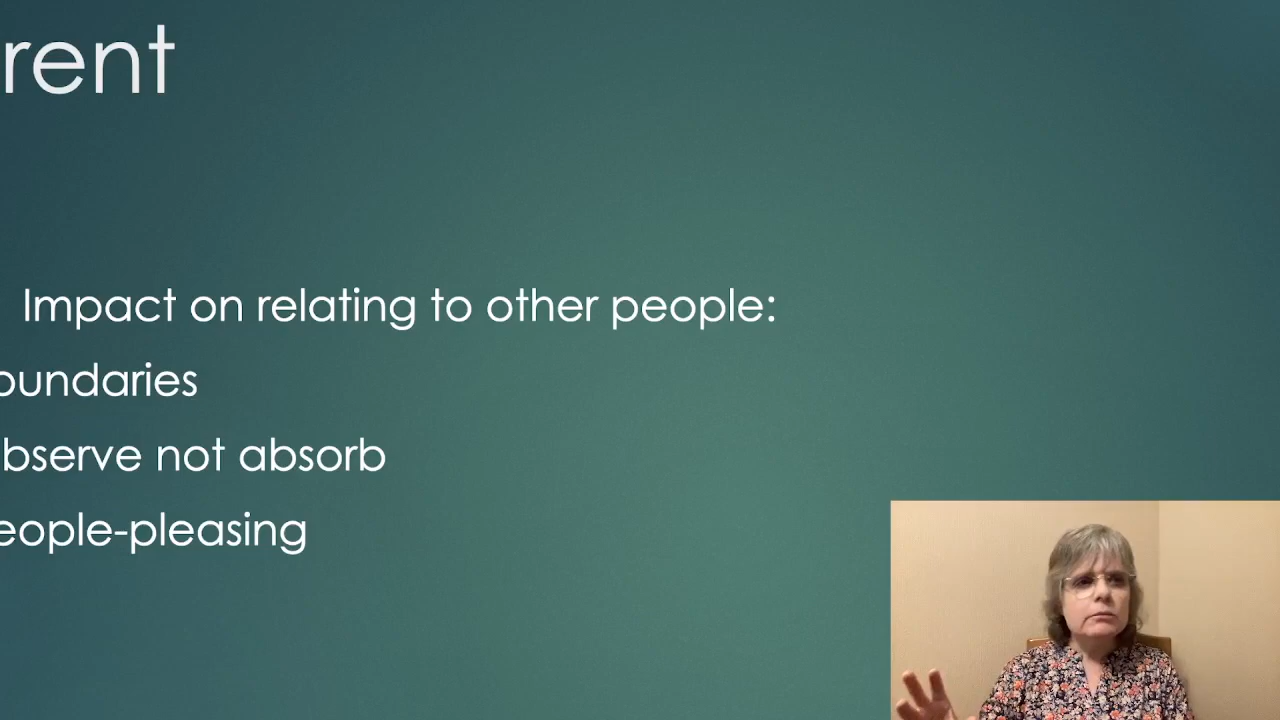 rent
Impact on relating to other people:
oundaries
bserve not absorb
eople-pleasing